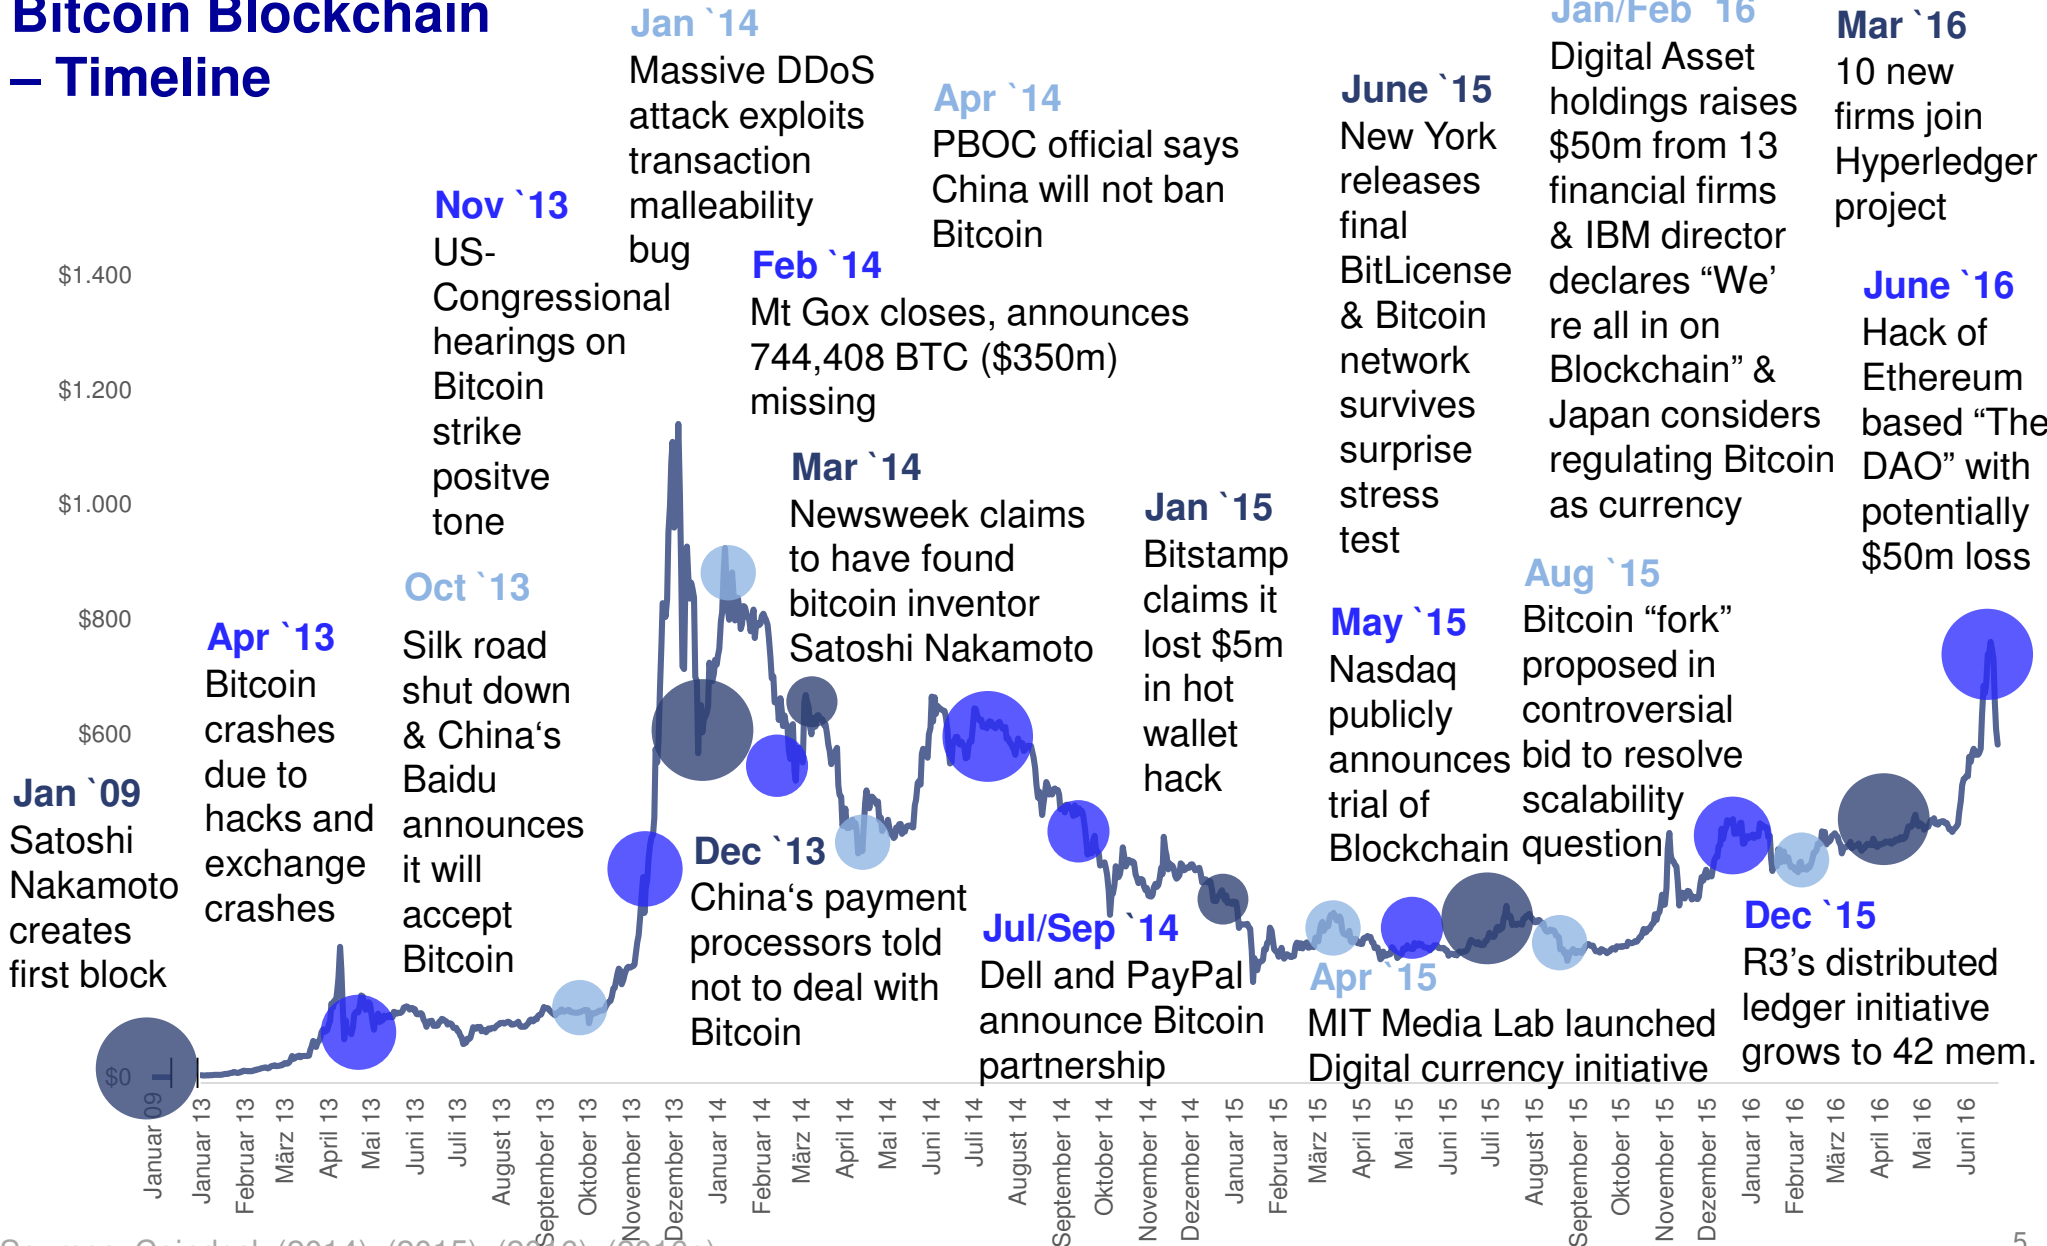 Bitcoin Blockchain
– Timeline
Jan `14
Massive DDoS
attack exploits
transaction
malleability
bug
Apr `14
PBOC official says
China will not ban
Bitcoin
June `15
New York
releases
final
BitLicense
& Bitcoin
network
survives
surprise
stress
test
Jan/Feb `16
Digital Asset
holdings raises
$50m from 13
financial firms
& IBM director
declares “We’
re all in on
Blockchain” &
Japan considers
regulating Bitcoin
as currency
Mar `16
10 new
firms join
Hyperledger
project
Nov `13
US-
Congressional
hearings on
Bitcoin
strike
positve
tone
Feb `14
Mt Gox closes, announces
744,408 BTC ($350m)
missing
June `16
Hack of
Ethereum
based “The
DAO” with
potentially
$50m loss
Mar `14
Newsweek claims
to have found
bitcoin inventor
Satoshi Nakamoto
Jan `15
Bitstamp
claims it
lost $5m
in hot
wallet
hack
Oct `13
Silk road
shut down
& China‘s
Baidu
announces
it will
accept
Bitcoin
Apr `13
Bitcoin
crashes
due to
hacks and
exchange
crashes
May `15
Nasdaq
publicly
announces
trial of
Blockchain
Aug `15
Bitcoin “fork”
proposed in
controversial
bid to resolve
scalability
question
Jan `09
Satoshi
Nakamoto
creates
first block
Dec `13
China‘s payment
processors told
not to deal with
Bitcoin
Jul/Sep `14
Dell and PayPal
announce Bitcoin
partnership
Apr `15
MIT Media Lab launched
Digital currency initiative
Dec `15
R3’s distributed
ledger initiative
grows to 42 mem.
$1.400
$1.200
$1.000
$800
$600
$0
Januar 09
Januar 13
Februar 13
März 13
April 13
Mai 13
Juni 13
Juli 13
August 13
September 13
Oktober 13
November 13
Dezember 13
Januar 14
Februar 14
März 14
April 14
Mai 14
Juni 14
Juli 14
August 14
September 14
Oktober 14
November 14
Dezember 14
Januar 15
Februar 15
März 15
April 15
Mai 15
Juni 15
Juli 15
August 15
September 15
Oktober 15
November 15
Dezember 15
Januar 16
Februar 16
März 16
April 16
Mai 16
Juni 16
5